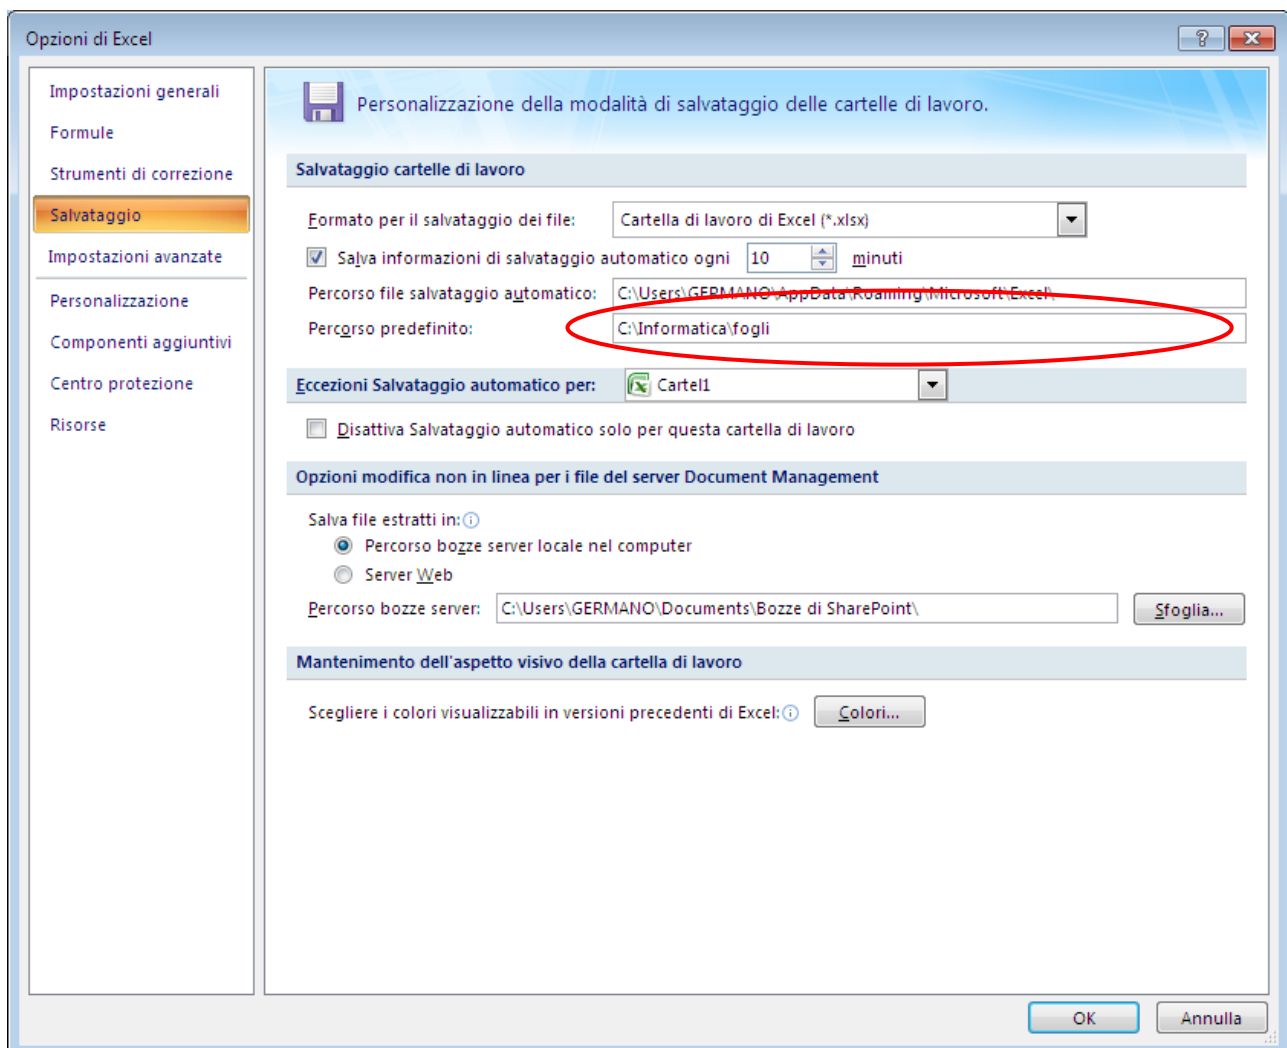 Opzioni di Excel
Impostazioni generali
Formule
Strumenti di correzione
Salvataggio
Impostazioni avanzate
Personalizzazione
Componenti aggiuntivi
Centro protezione
Risorse
Personalizzazione della modalità di salvataggio delle cartelle di lavoro.
Salvataggio cartelle di lavoro
Formato per il salvataggio dei file: Cartella di lavoro di Excel (*.xlsx)
Salva informazioni di salvataggio automatico ogni 10 minuti
Percorso file salvataggio automatico: C:\Users\GERMANO\AppData\Roaming\Microsoft\Excel\
Percorso predefinito: C:\Informatica\fogli
Eccezioni Salvataggio automatico per: Cartel1
Disattiva Salvataggio automatico solo per questa cartella di lavoro
Opzioni modifica non in linea per i file del server Document Management
Salva file estratti in:
Percorso bozze server locale nel computer
Server Web
Percorso bozze server: C:\Users\GERMANO\Documents\Bozze di SharePoint\ Sfoglia...
Mantenimento dell'aspetto visivo della cartella di lavoro
Scegliere i colori visualizzabili in versioni precedenti di Excel: Colori...
OK Annulla